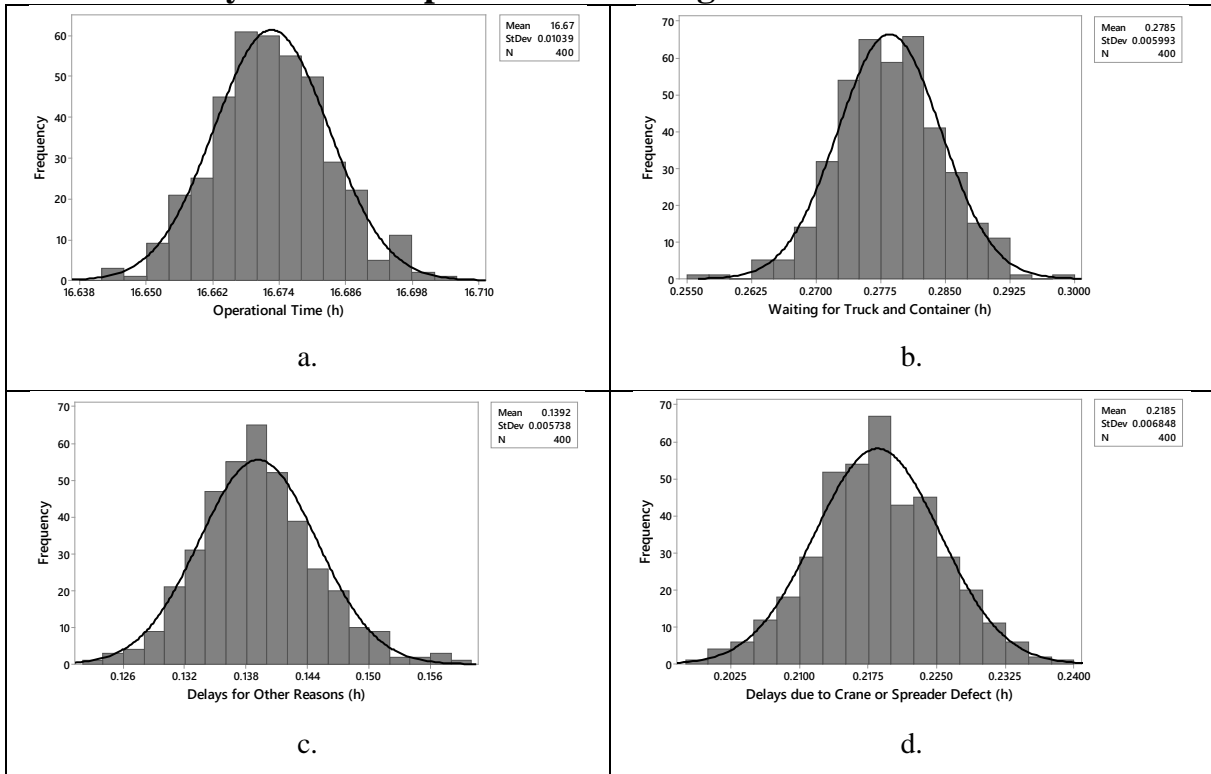 Mean 16.67
StDev 0.01039
N 400
60
50
40
30
20
10
0
Frequency
16.638 16.650 16.662 16.674 16.686 16.698 16.710
Operational Time (h)
a.
Mean 0.2785
StDev 0.005993
N 400
70
60
50
40
30
20
10
0
Frequency
0.2550 0.2625 0.2700 0.2775 0.2850 0.2925 0.3000
Waiting for Truck and Container (h)
b.
Mean 0.1392
StDev 0.005738
N 400
70
60
50
40
30
20
10
0
Frequency
0.126 0.132 0.138 0.144 0.150 0.156
Delays for Other Reasons (h)
c.
Mean 0.2185
StDev 0.006848
N 400
70
60
50
40
30
20
10
0
Frequency
0.2025 0.2100 0.2175 0.2250 0.2325 0.2400
Delays due to Crane or Spreader Defect (h)
d.